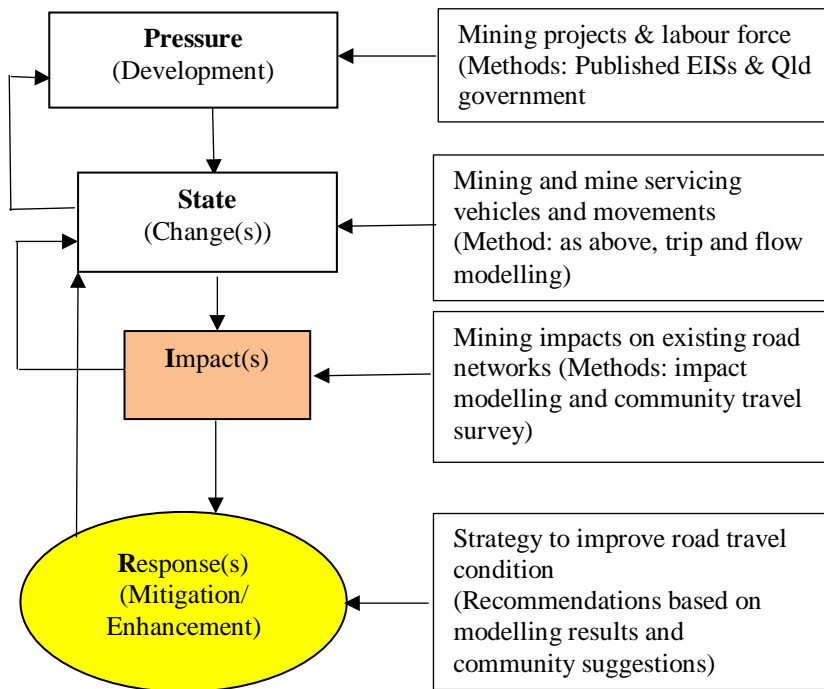 Pressure
(Development)
Mining projects & labour force
(Methods: Published EISs & Qld
government
State
(Change(s))
Mining and mine servicing
vehicles and movements
(Method: as above, trip and flow
modelling)
Impact(s)
Mining impacts on existing road
networks (Methods: impact
modelling and community travel
survey)
Response(s)
(Mitigation/
Enhancement)
Strategy to improve road travel
condition
(Recommendations based on
modelling results and
community suggestions)